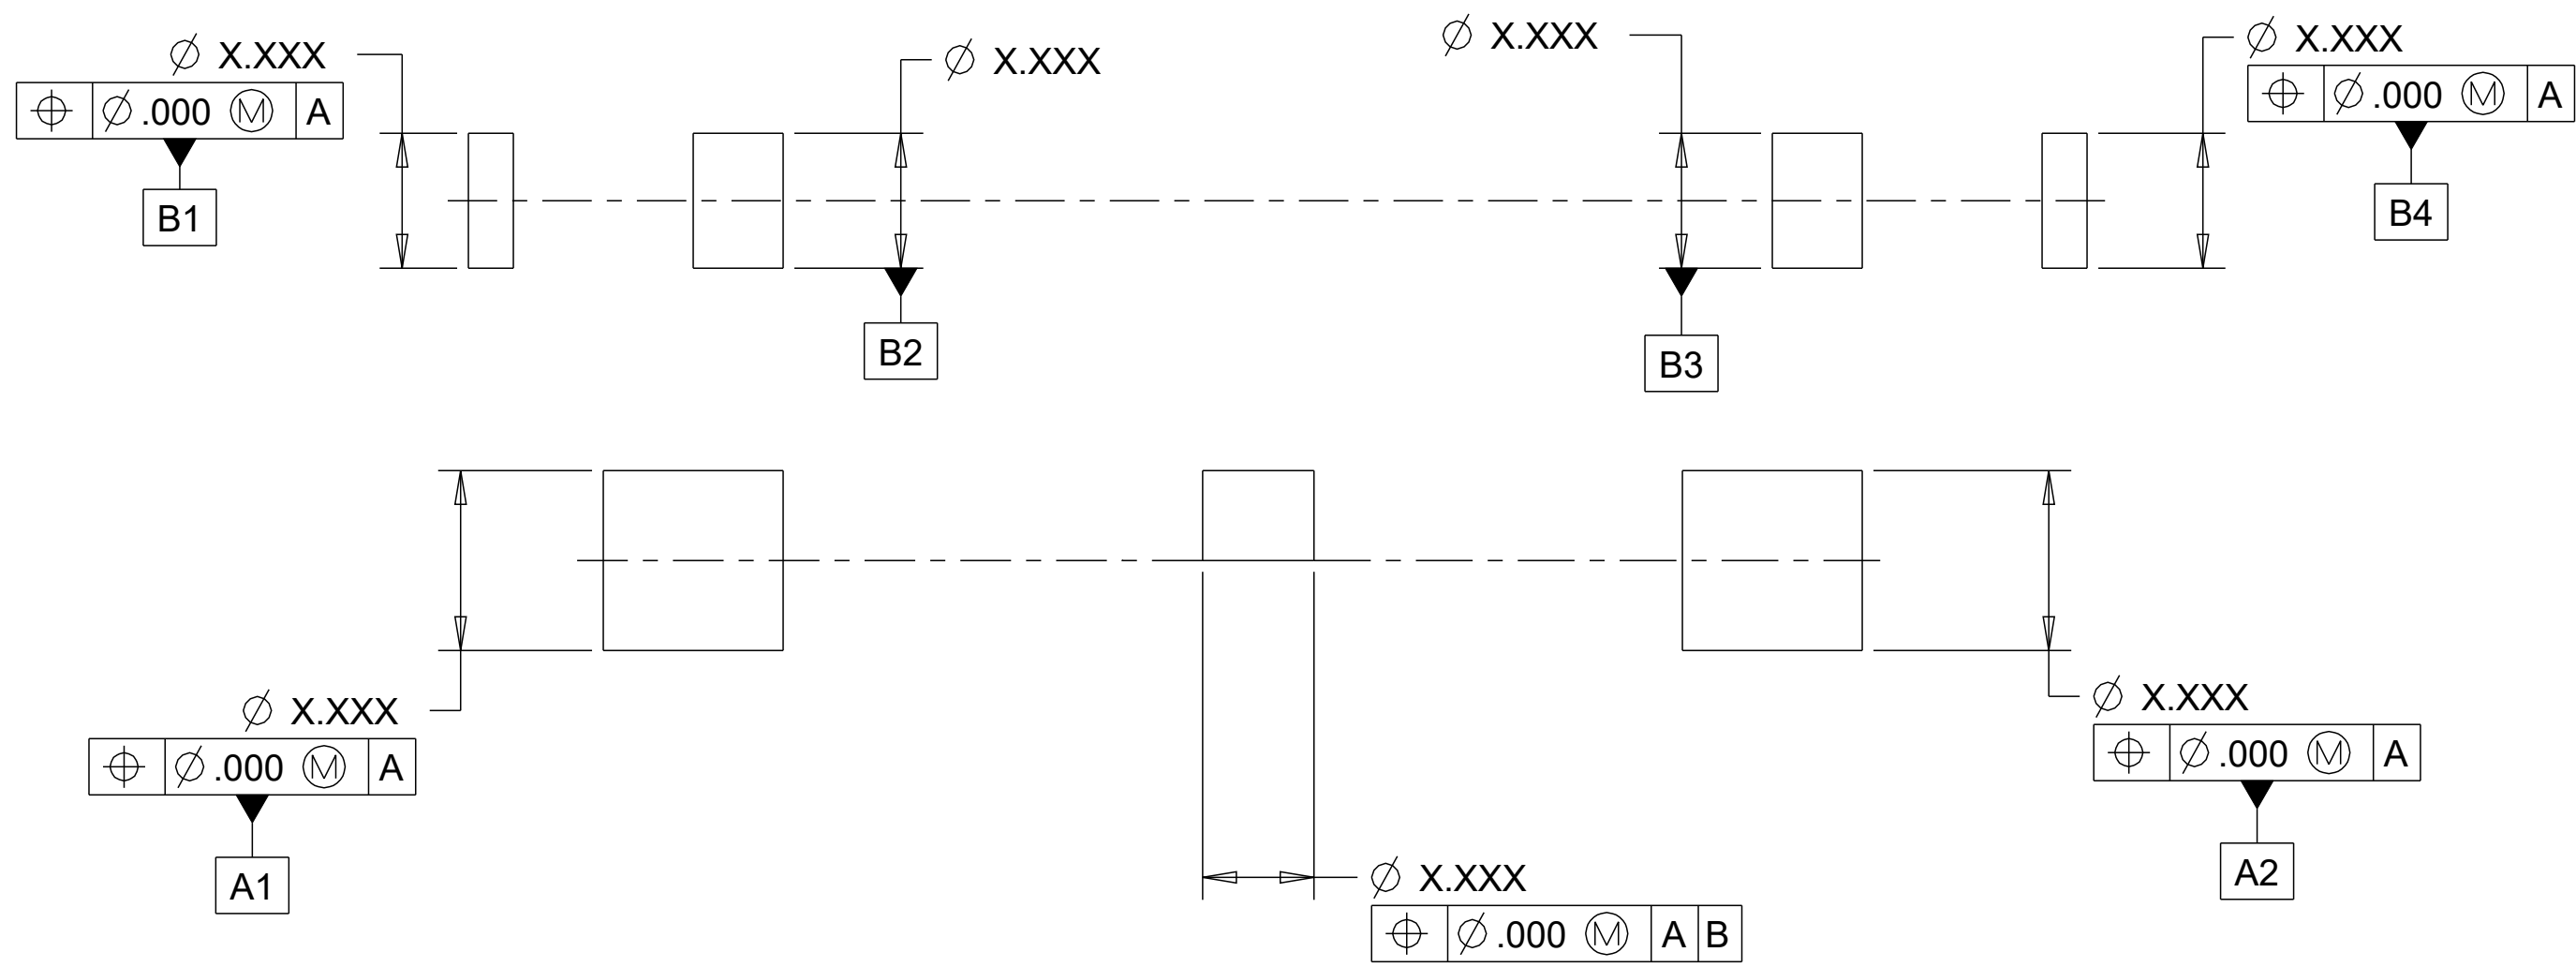 ⌀ X.XXX
⌖ ⌀ .000 Ⓜ A
B1
⌀ X.XXX
B2
⌀ X.XXX
B3
⌀ X.XXX
⌖ ⌀ .000 Ⓜ A
B4
⌀ X.XXX
⌖ ⌀ .000 Ⓜ A
A1
⌀ X.XXX
⌖ ⌀ .000 Ⓜ A B
⌀ X.XXX
⌖ ⌀ .000 Ⓜ A
A2